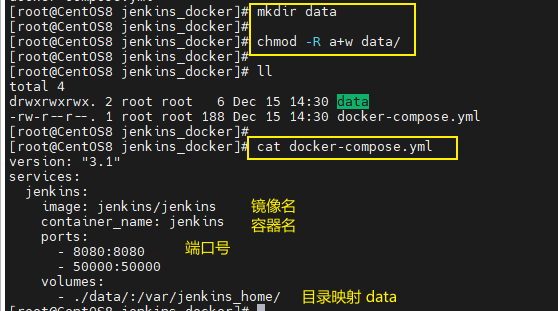 [root@CentOS8 jenkins_docker]# mkdir data
[root@CentOS8 jenkins_docker]#
[root@CentOS8 jenkins_docker]# chmod -R a+w data/
[root@CentOS8 jenkins_docker]#
[root@CentOS8 jenkins_docker]# ll
total 4
drwxrwxrwx. 2 root root   6 Dec 15 14:30 data
-rw-r--r--. 1 root root 188 Dec 15 14:30 docker-compose.yml
[root@CentOS8 jenkins_docker]#
[root@CentOS8 jenkins_docker]# cat docker-compose.yml
version: "3.1"
services:
  jenkins:
    image: jenkins/jenkins 镜像名
    container_name: jenkins 容器名
    ports: 端口号
      - 8080:8080
      - 50000:50000
    volumes:
      - ./data/:/var/jenkins_home/ 目录映射 data
[root@CentOS8 jenkins_docker]#